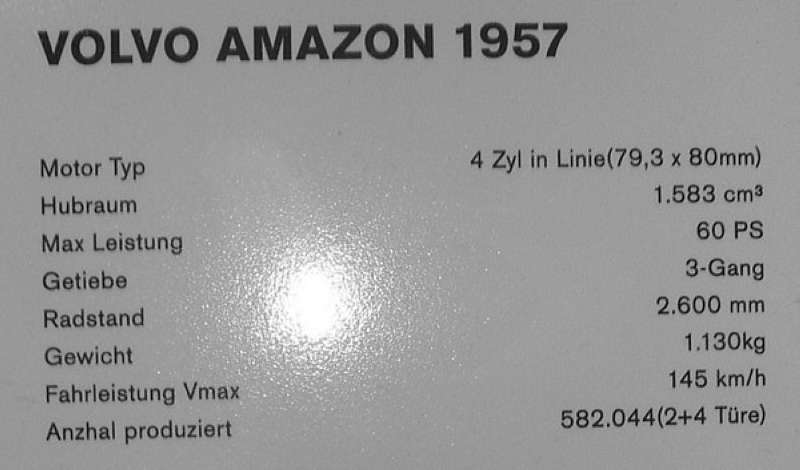 VOLVO AMAZON 1957
Motor Typ 4 Zyl in Linie(79,3 x 80mm)
Hubraum 1.583 cm³
Max Leistung 60 PS
Getiebe 3-Gang
Radstand 2.600 mm
Gewicht 1.130kg
Fahrleistung Vmax 145 km/h
Anzhal produziert 582.044(2+4 Türe)